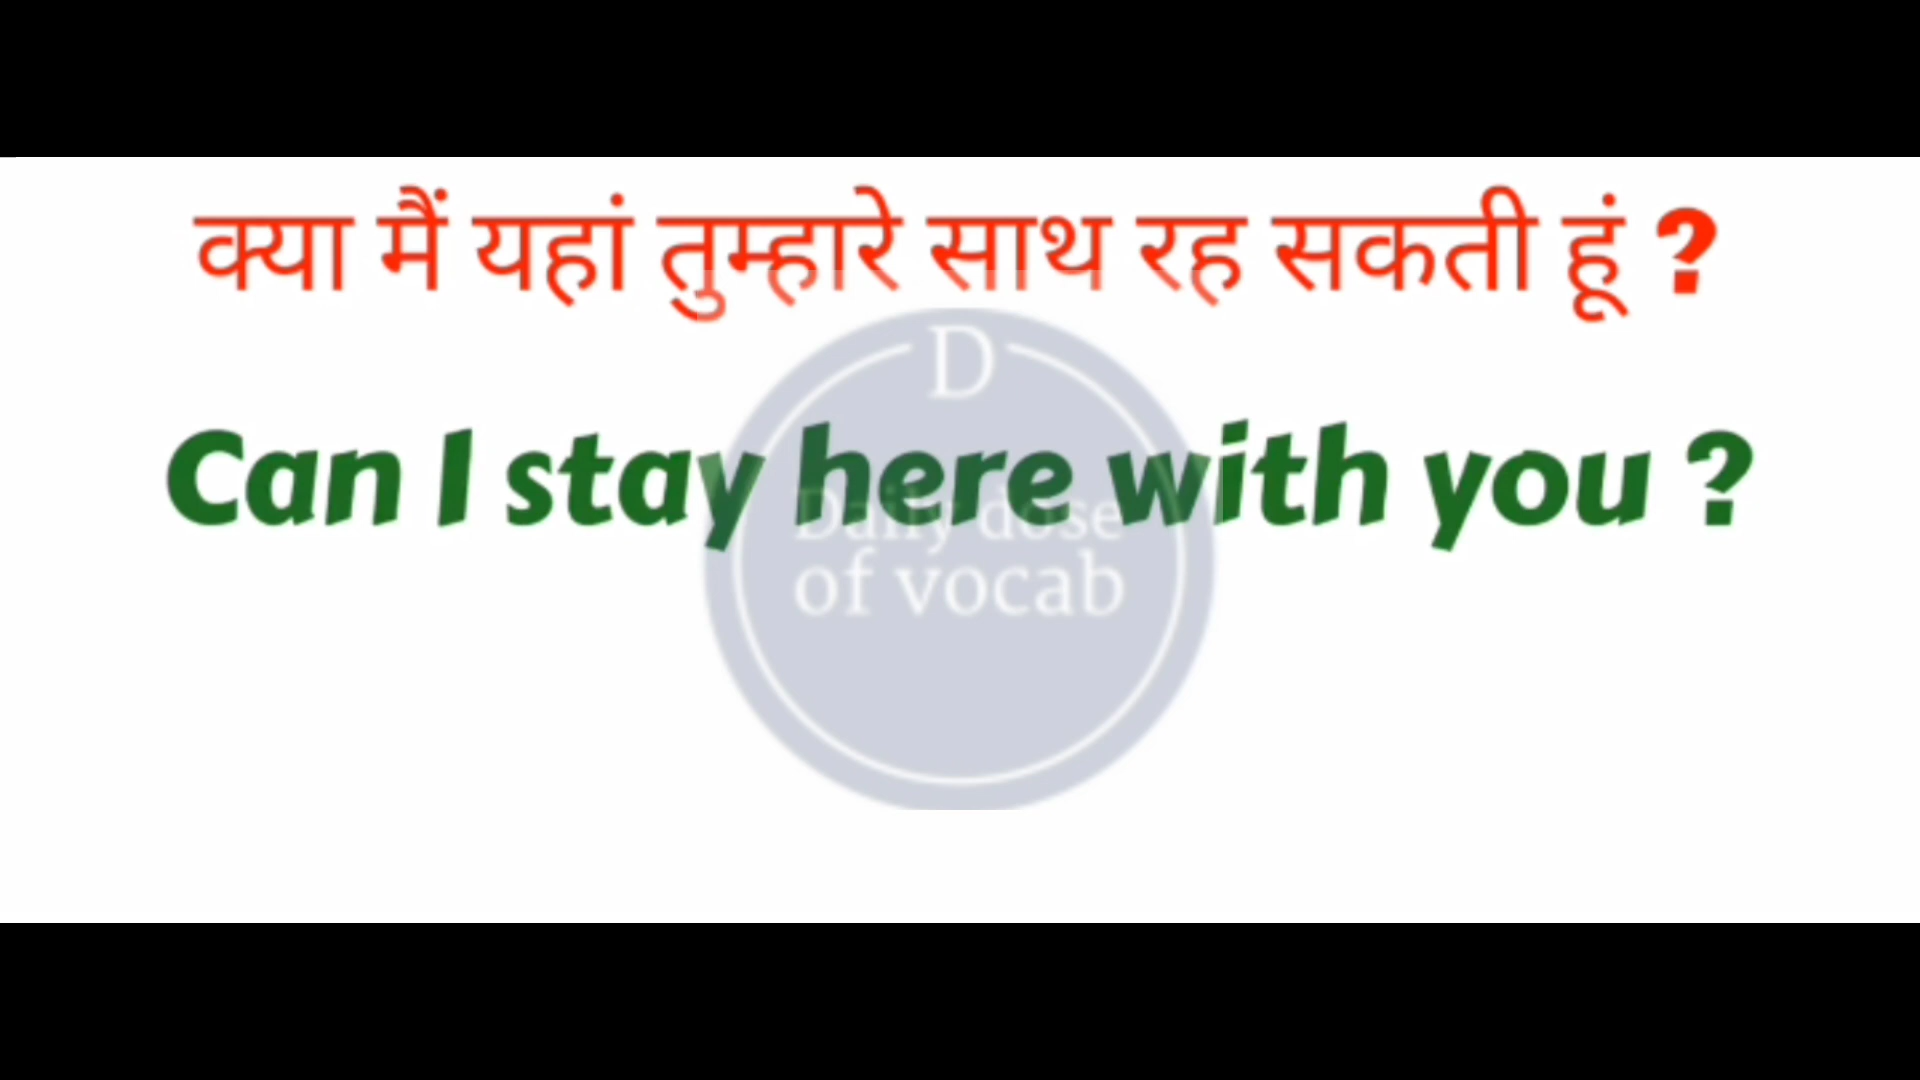 क्या मैं यहां तुम्हारे साथ रह सकती हूं ?
D
Can I stay here with you ?
Daily dose
of vocab